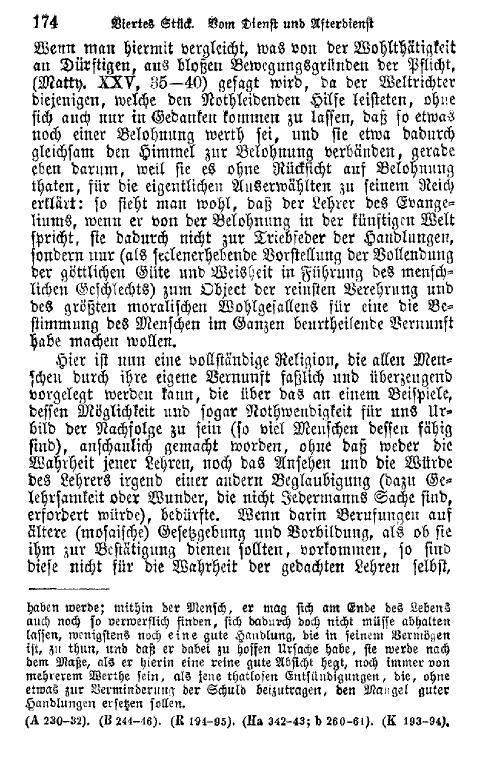 174 Viertes Stück. Vom Dienst und Afterdienst
Wenn man hiermit vergleicht, was von der Wohlthätigkeit
an Dürftigen, aus bloßen Bewegungsgründen der Pflicht,
(Matth. XXV, 35—40) gesagt wird, da der Weltrichter
diejenigen, welche den Nothleidenden Hilfe leisteten, ohne
sich auch nur in Gedanken kommen zu lassen, daß so etwas
noch einer Belohnung werth sei, und sie etwa dadurch
gleichsam den Himmel zur Belohnung verbänden, gerade
eben darum, weil sie es ohne Rücksicht auf Belohnung
thaten, für die eigentlichen Auserwählten zu seinem Reich
erklärt: so sieht man wohl, daß der Lehrer des Evange-
liums, wenn er von der Belohnung in der künftigen Welt
spricht, sie dadurch nicht zur Triebfeder der Handlungen,
sondern nur (als seelenerhebende Vorstellung der Vollendung
der göttlichen Güte und Weisheit in Führung des mensch-
lichen Geschlechts) zum Object der reinsten Verehrung und
des größten moralischen Wohlgefallens für eine die Be-
stimmung des Menschen im Ganzen beurtheilende Vernunft
habe machen wollen.
Hier ist nun eine vollständige Religion, die allen Men-
schen durch ihre eigene Vernunft faßlich und überzeugend
vorgelegt werden kann, die über das an einem Beispiele,
dessen Möglichkeit und sogar Nothwendigkeit für uns Ur-
bild der Nachfolge zu sein (so viel Menschen dessen fähig
sind), anschaulich gemacht worden, ohne daß weder die
Wahrheit jener Lehren, noch das Ansehen und die Würde
des Lehrers irgend einer andern Beglaubigung (dazu Ge-
lehrsamkeit oder Wunder, die nicht Jedermanns Sache sind,
erfordert würde), bedürfte. Wenn darin Berufungen auf
ältere (mosaische) Gesetzgebung und Vorbildung, als ob sie
ihm zur Bestätigung dienen sollten, vorkommen, so sind
diese nicht für die Wahrheit der gedachten Lehren selbst,
haben werde; mithin der Mensch, er mag sich am Ende des Lebens
auch noch so verwerflich finden, sich dadurch doch nicht müsse abhalten
lassen, wenigstens noch eine gute Handlung, die in seinem Vermögen
ist, zu thun, und daß er dabei zu hoffen Ursache habe, sie werde nach
dem Maße, als er hierin eine reine gute Absicht hegt, noch immer von
mehrerem Werthe sein, als jene thatlosen Entsündigungen, die, ohne
etwas zur Verminderung der Schuld beizutragen, den Mangel guter
Handlungen ersetzen sollen.
(A 230-32). (B 244-46). (R 194-95). (Ha 342-43; b 260-61). (K 193-94).